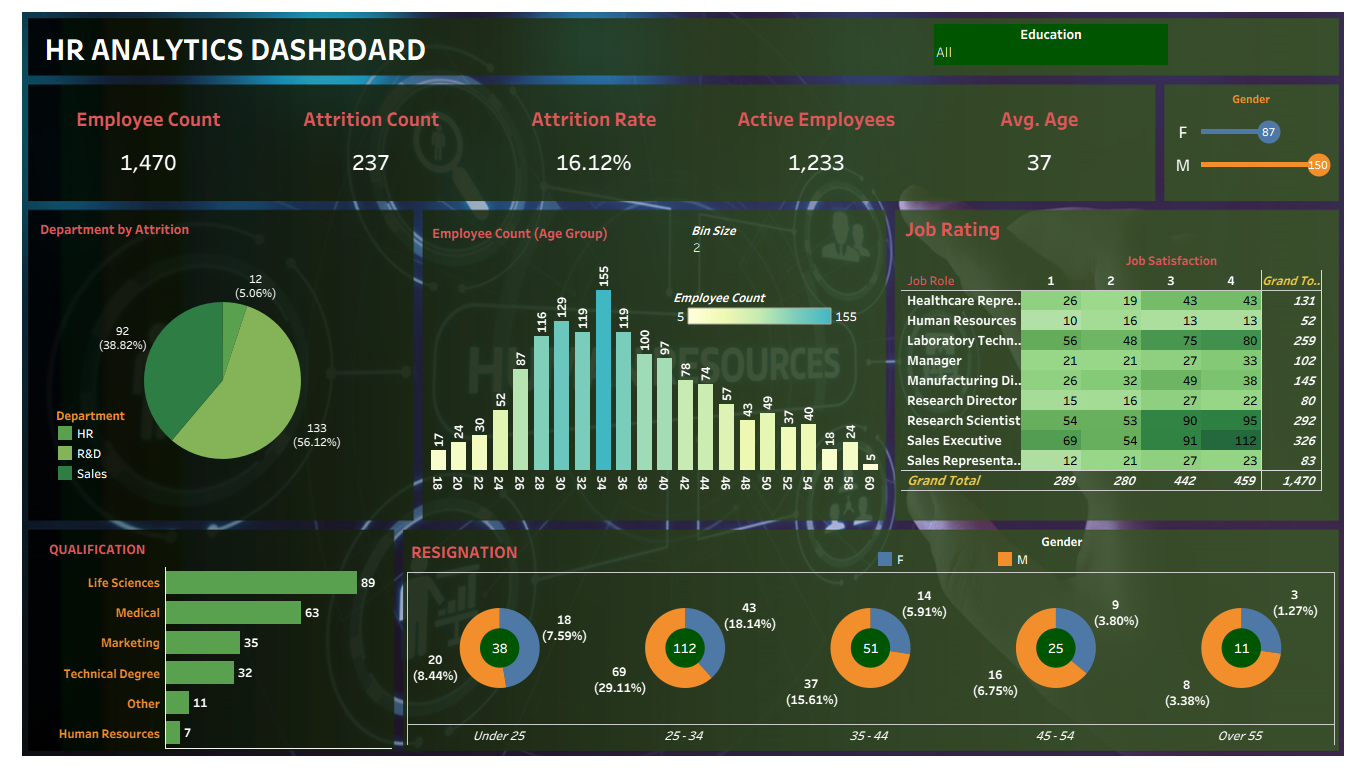 HR ANALYTICS DASHBOARD
Education
All
Employee Count
Attrition Count
Attrition Rate
Active Employees
Avg. Age
1,470
237
16.12%
1,233
37
Gender
F 87
M 150
Department by Attrition
12
(5.06%)
92
(38.82%)
133
(56.12%)
Department
HR
R&D
Sales
Employee Count (Age Group)
Bin Size
2
Employee Count
5 155
HUMAN RESOURCES
17 24 30 52 87 116 129 119 155 119 100 97 78 74 57 43 49 37 40 18 24 5
18 20 22 24 26 28 30 32 34 36 38 40 42 44 46 48 50 52 54 56 58 60
Job Rating
Job Satisfaction
Job Role 1 2 3 4 Grand To..
Healthcare Repre.. 26 19 43 43 131
Human Resources 10 16 13 13 52
Laboratory Techn.. 56 48 75 80 259
Manager 21 21 27 33 102
Manufacturing Di.. 26 32 49 38 145
Research Director 15 16 27 22 80
Research Scientist 54 53 90 95 292
Sales Executive 69 54 91 112 326
Sales Representa.. 12 21 27 23 83
Grand Total 289 280 442 459 1,470
QUALIFICATION
Life Sciences 89
Medical 63
Marketing 35
Technical Degree 32
Other 11
Human Resources 7
RESIGNATION
Gender
F M
18
(7.59%)
38
20
(8.44%)
43
(18.14%)
112
69
(29.11%)
14
(5.91%)
51
37
(15.61%)
9
(3.80%)
25
16
(6.75%)
3
(1.27%)
11
8
(3.38%)
Under 25
25 - 34
35 - 44
45 - 54
Over 55